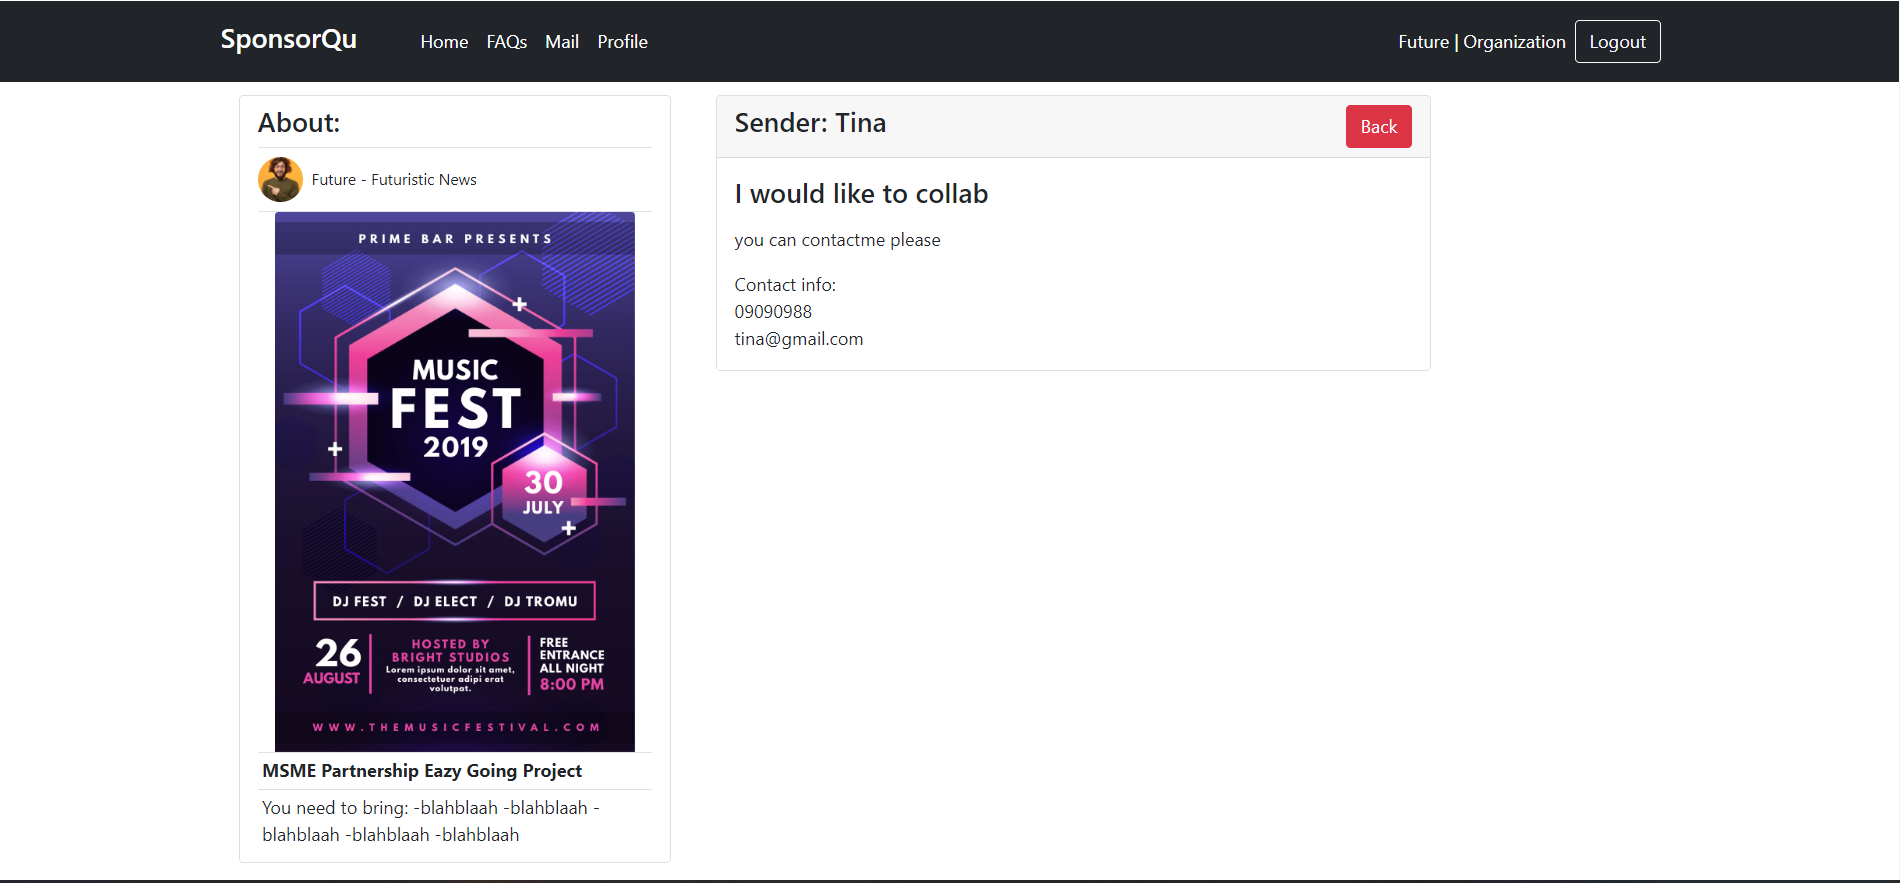 SponsorQu
Home FAQs Mail Profile
Future | Organization Logout
About:
Future - Futuristic News
PRIME BAR PRESENTS
MUSIC
FEST
2019
30
JULY
DJ FEST / DJ ELECT / DJ TROMU
26
AUGUST
HOSTED BY
BRIGHT STUDIOS
Lorem ipsum dolor sit amet,
consectetuer adipi erat
volutpat.
FREE
ENTRANCE
ALL NIGHT
8:00 PM
WWW.THEMUSICFESTIVAL.COM
MSME Partnership Eazy Going Project
You need to bring: -blahblaah -blahblaah -
blahblaah -blahblaah -blahblaah
Sender: Tina
Back
I would like to collab
you can contactme please
Contact info:
09090988
tina@gmail.com